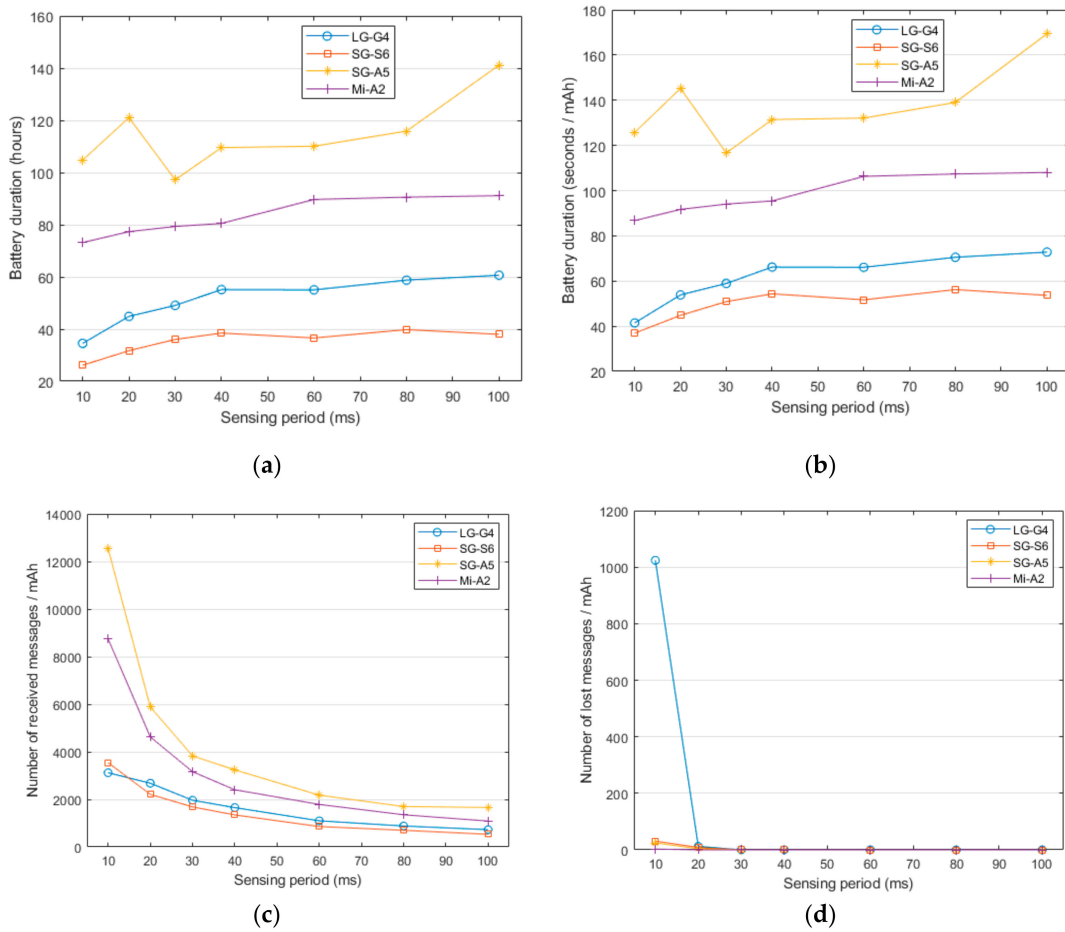 160
140
120
100
80
60
40
20
Battery duration (hours)
LG-G4
SG-S6
SG-A5
Mi-A2
10 20 30 40 50 60 70 80 90 100
Sensing period (ms)
(a)
180
160
140
120
100
80
60
40
20
Battery duration (seconds / mAh)
LG-G4
SG-S6
SG-A5
Mi-A2
10 20 30 40 50 60 70 80 90 100
Sensing period (ms)
(b)
14000
12000
10000
8000
6000
4000
2000
0
Number of received messages / mAh
LG-G4
SG-S6
SG-A5
Mi-A2
10 20 30 40 50 60 70 80 90 100
Sensing period (ms)
(c)
1200
1000
800
600
400
200
0
Number of lost messages / mAh
LG-G4
SG-S6
SG-A5
Mi-A2
10 20 30 40 50 60 70 80 90 100
Sensing period (ms)
(d)